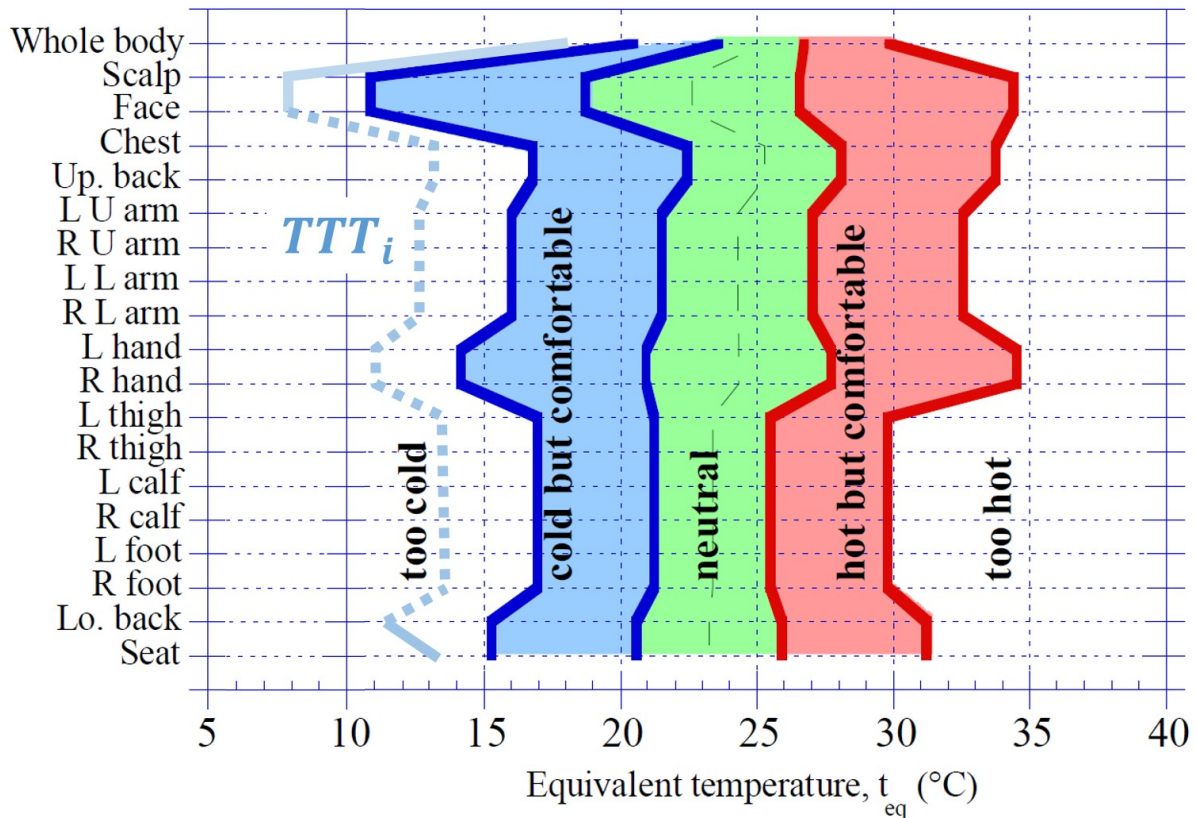 Whole body
Scalp
Face
Chest
Up. back
L U arm
R U arm
L L arm
R L arm
L hand
R hand
L thigh
R thigh
L calf
R calf
L foot
R foot
Lo. back
Seat
TTT_i
too cold
cold but comfortable
neutral
hot but comfortable
too hot
5 10 15 20 25 30 35 40
Equivalent temperature, t_eq (°C)